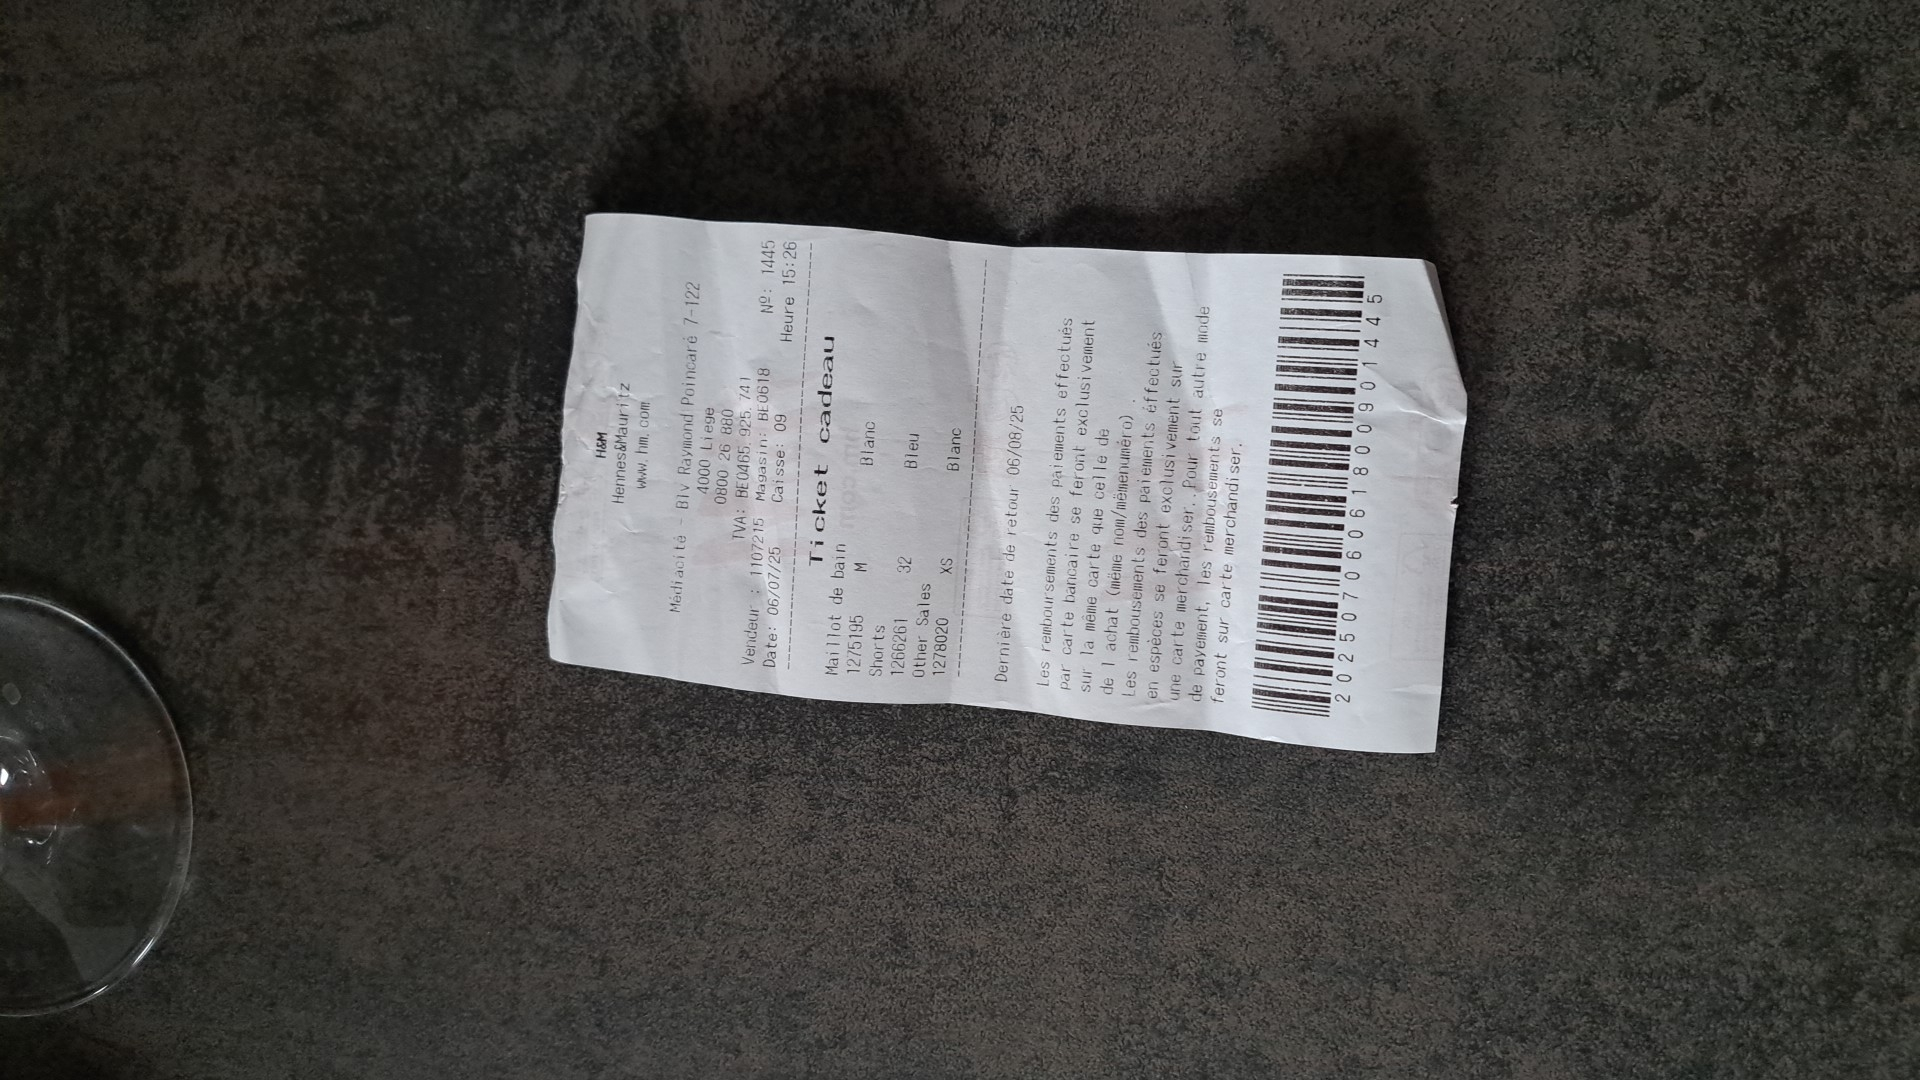 H&M
Hennes&Mauritz
www.hm.com
Médiacité - Blv Raymond Poincaré 7-122
4000 Liege
0800 26 880
TVA: BE0465.925.741
Vendeur : 11107215 Magasin: BE0618 Nº: 1445
Date: 06/07/25 Caisse: 09 Heure 15:26
Ticket cadeau
Maillot de bain
1275195 M Blanc
Shorts
1266261 32 Bleu
Other Sales
1278020 XS Blanc
Dernière date de retour 06/08/25
Les remboursements des paiements effectués
par carte bancaire se feront exclusivement
sur la même carte que celle de
de l achat (même nom/mêmenuméro) .
Les remboursements des paiements éffectués
en espèces se feront exclusivement sur
une carte merchandiser..Pour tout autre mode
de payement, les remboursements se
feront sur carte merchandiser.
20250706061800901445